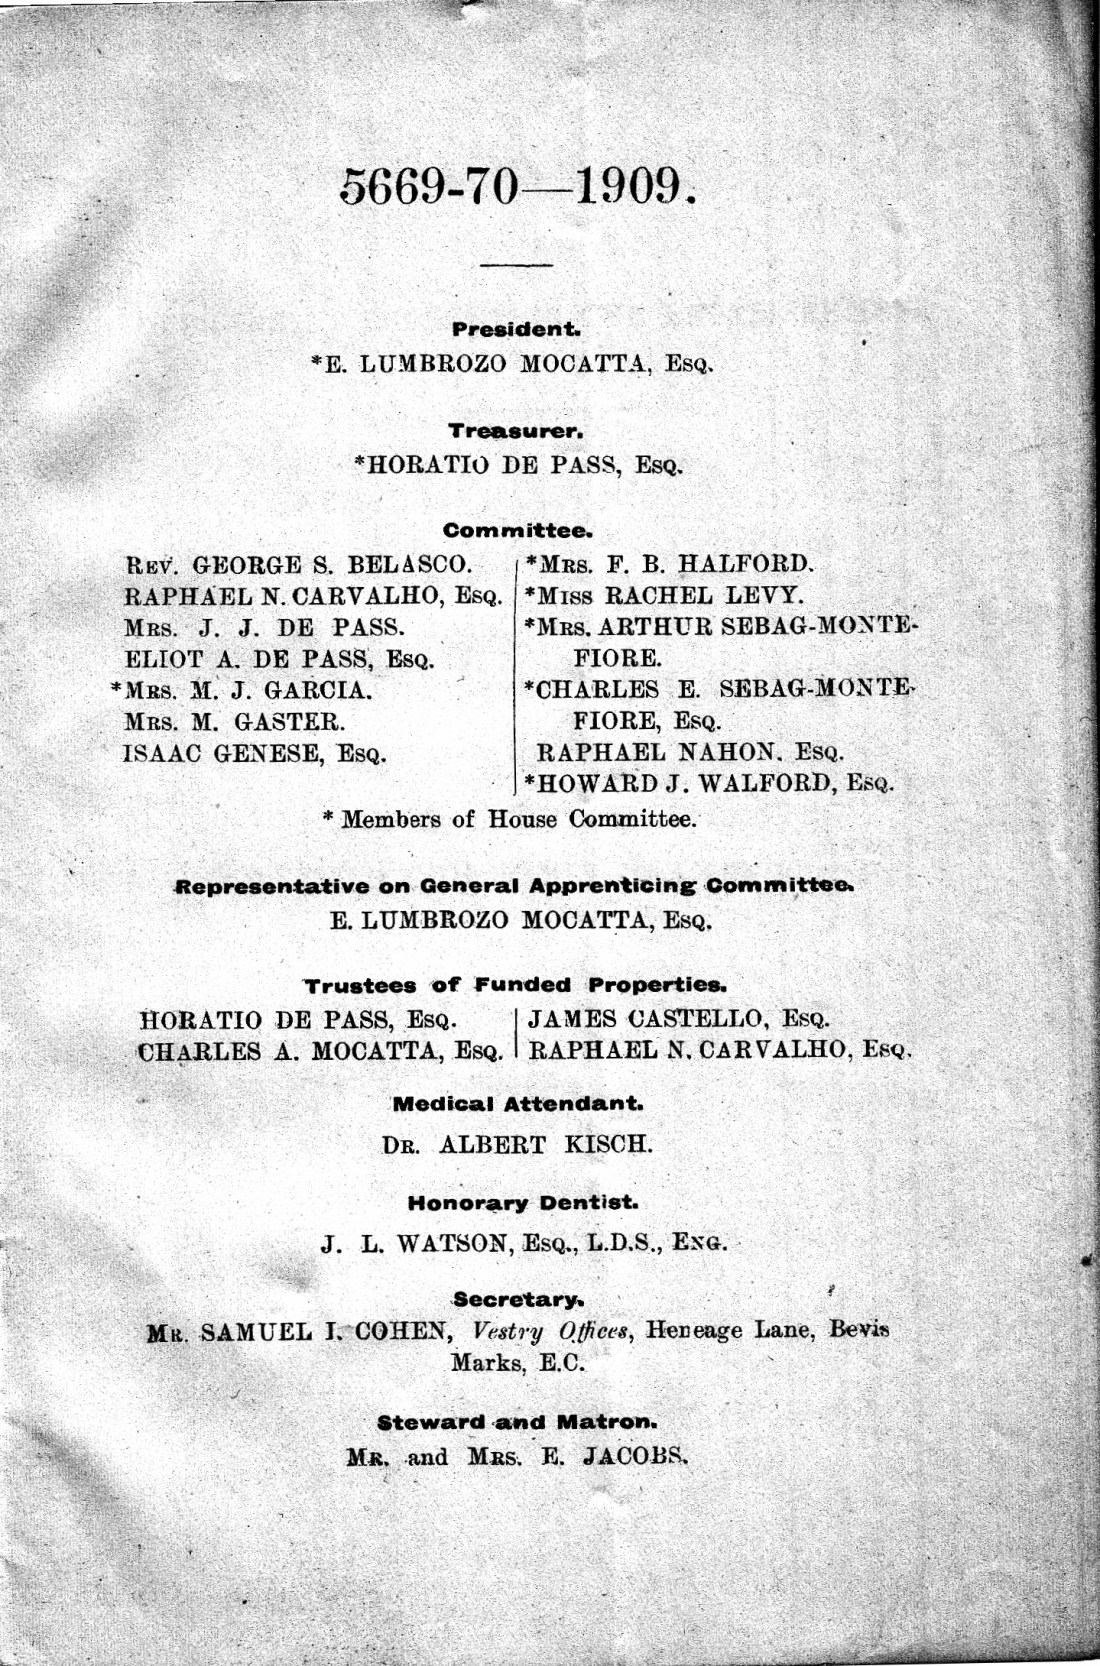 5669-70—1909.
President.
*E. LUMBROZO MOCATTA, Esq.
Treasurer.
*HORATIO DE PASS, Esq.
Committee.
Rev. GEORGE S. BELASCO.
RAPHAEL N. CARVALHO, Esq.
Mrs. J. J. DE PASS.
ELIOT A. DE PASS, Esq.
*Mrs. M. J. GARCIA.
Mrs. M. GASTER.
ISAAC GENESE, Esq.
*Mrs. F. B. HALFORD.
*Miss RACHEL LEVY.
*Mrs. ARTHUR SEBAG-MONTE-
FIORE.
*CHARLES E. SEBAG-MONTE-
FIORE, Esq.
RAPHAEL NAHON, Esq.
*HOWARD J. WALFORD, Esq.
* Members of House Committee.
Representative on General Apprenticing Committee.
E. LUMBROZO MOCATTA, Esq.
Trustees of Funded Properties.
HORATIO DE PASS, Esq.
CHARLES A. MOCATTA, Esq.
JAMES CASTELLO, Esq.
RAPHAEL N. CARVALHO, Esq.
Medical Attendant.
Dr. ALBERT KISCH.
Honorary Dentist.
J. L. WATSON, Esq., L.D.S., Eng.
Secretary.
Mr. SAMUEL I. COHEN, Vestry Offices, Heneage Lane, Bevis
Marks, E.C.
Steward and Matron.
Mr. and Mrs. E. JACOBS.